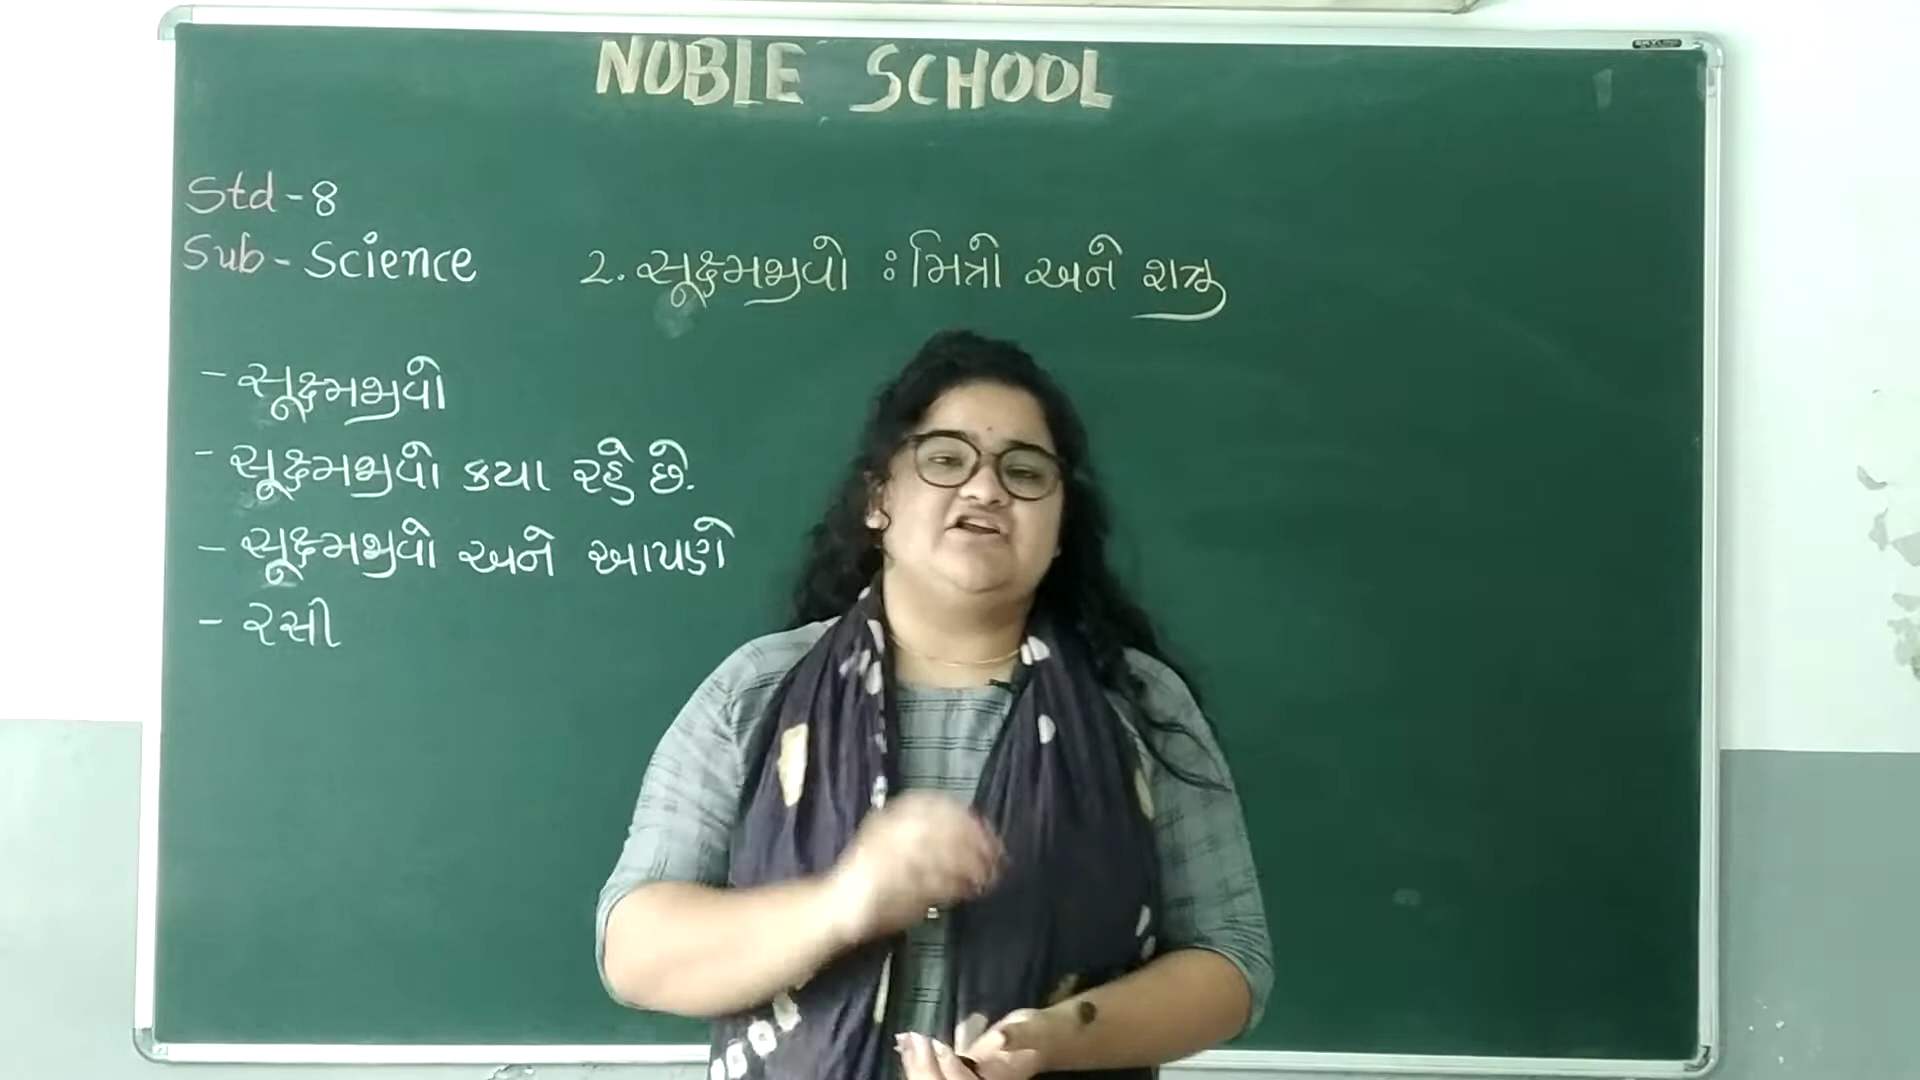 NOBLE SCHOOL
Std - 8
Sub - Science
2. સૂક્ષ્મજીવો : મિત્રો અને શત્રુ
- સૂક્ષ્મજીવો
- સૂક્ષ્મજીવો કયા રહે છે.
- સૂક્ષ્મજીવો અને આપણે
- રસી